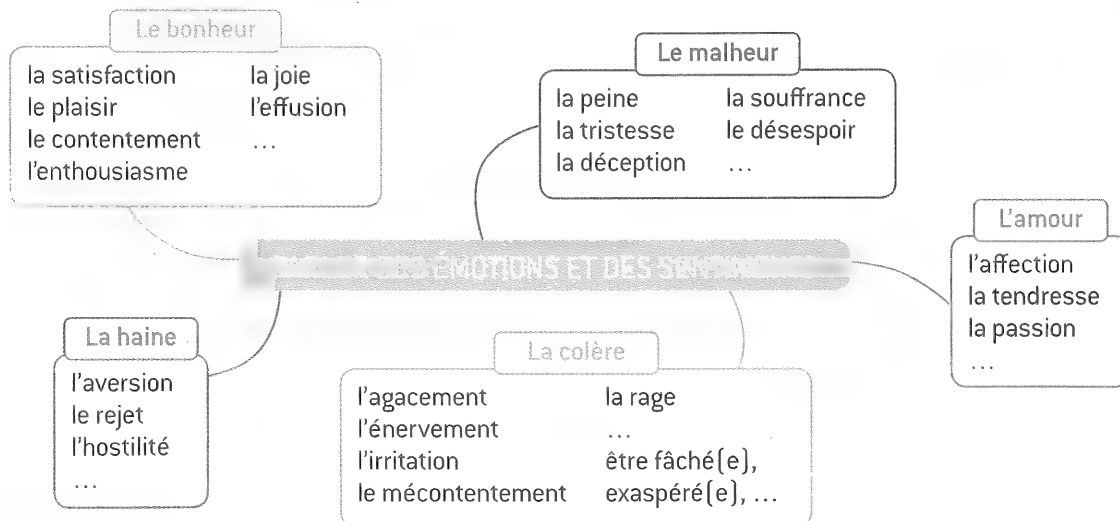 Le bonheur
la satisfaction la joie
le plaisir l'effusion
le contentement ...
l'enthousiasme
Le malheur
la peine la souffrance
la tristesse le désespoir
la déception ...
ÉMOTIONS ET DES
L'amour
l'affection
la tendresse
la passion
...
La haine
l'aversion
le rejet
l'hostilité
...
La colère
l'agacement la rage
l'énervement ...
l'irritation être fâché(e),
le mécontentement exaspéré(e), ...